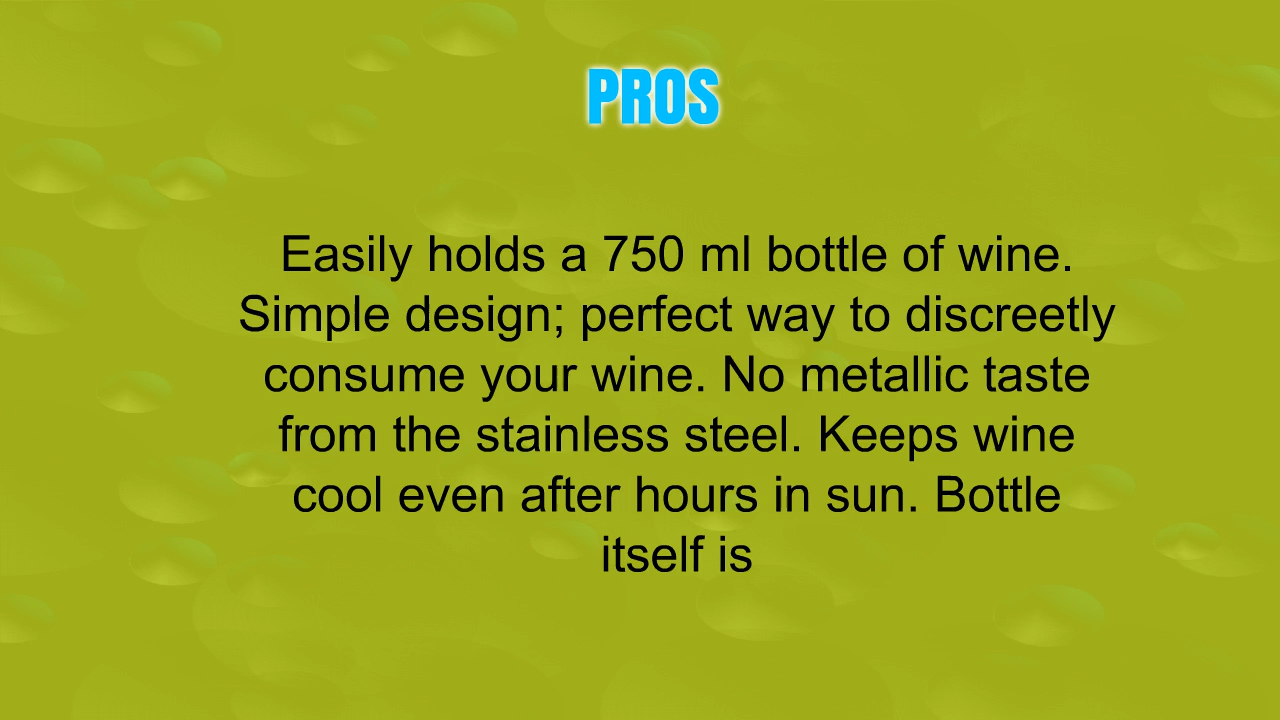 PROS
Easily holds a 750 ml bottle of wine.
Simple design; perfect way to discreetly
consume your wine. No metallic taste
from the stainless steel. Keeps wine
cool even after hours in sun. Bottle
itself is